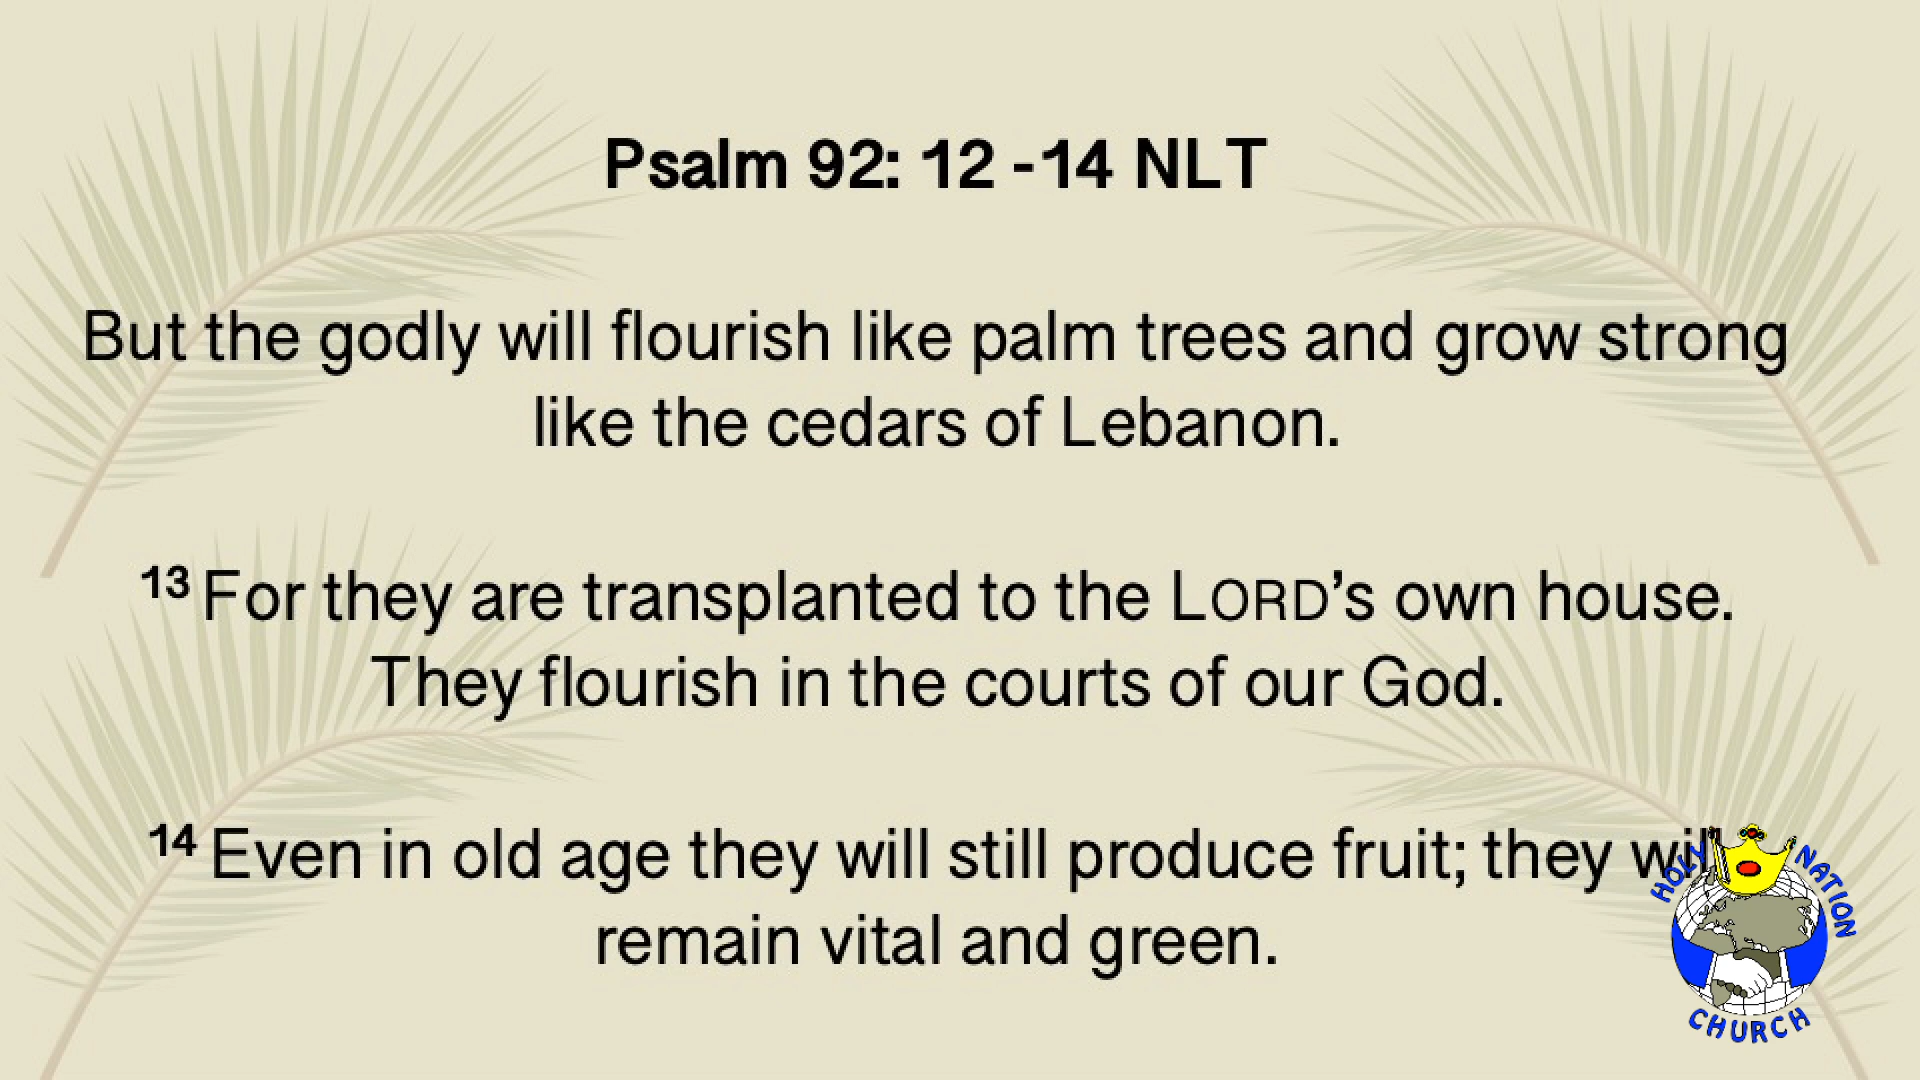 Psalm 92: 12 -14 NLT
But the godly will flourish like palm trees and grow strong
like the cedars of Lebanon.
13 For they are transplanted to the LORD’s own house.
They flourish in the courts of our God.
14 Even in old age they will still produce fruit; they will
remain vital and green.
HOLY NATION
CHURCH